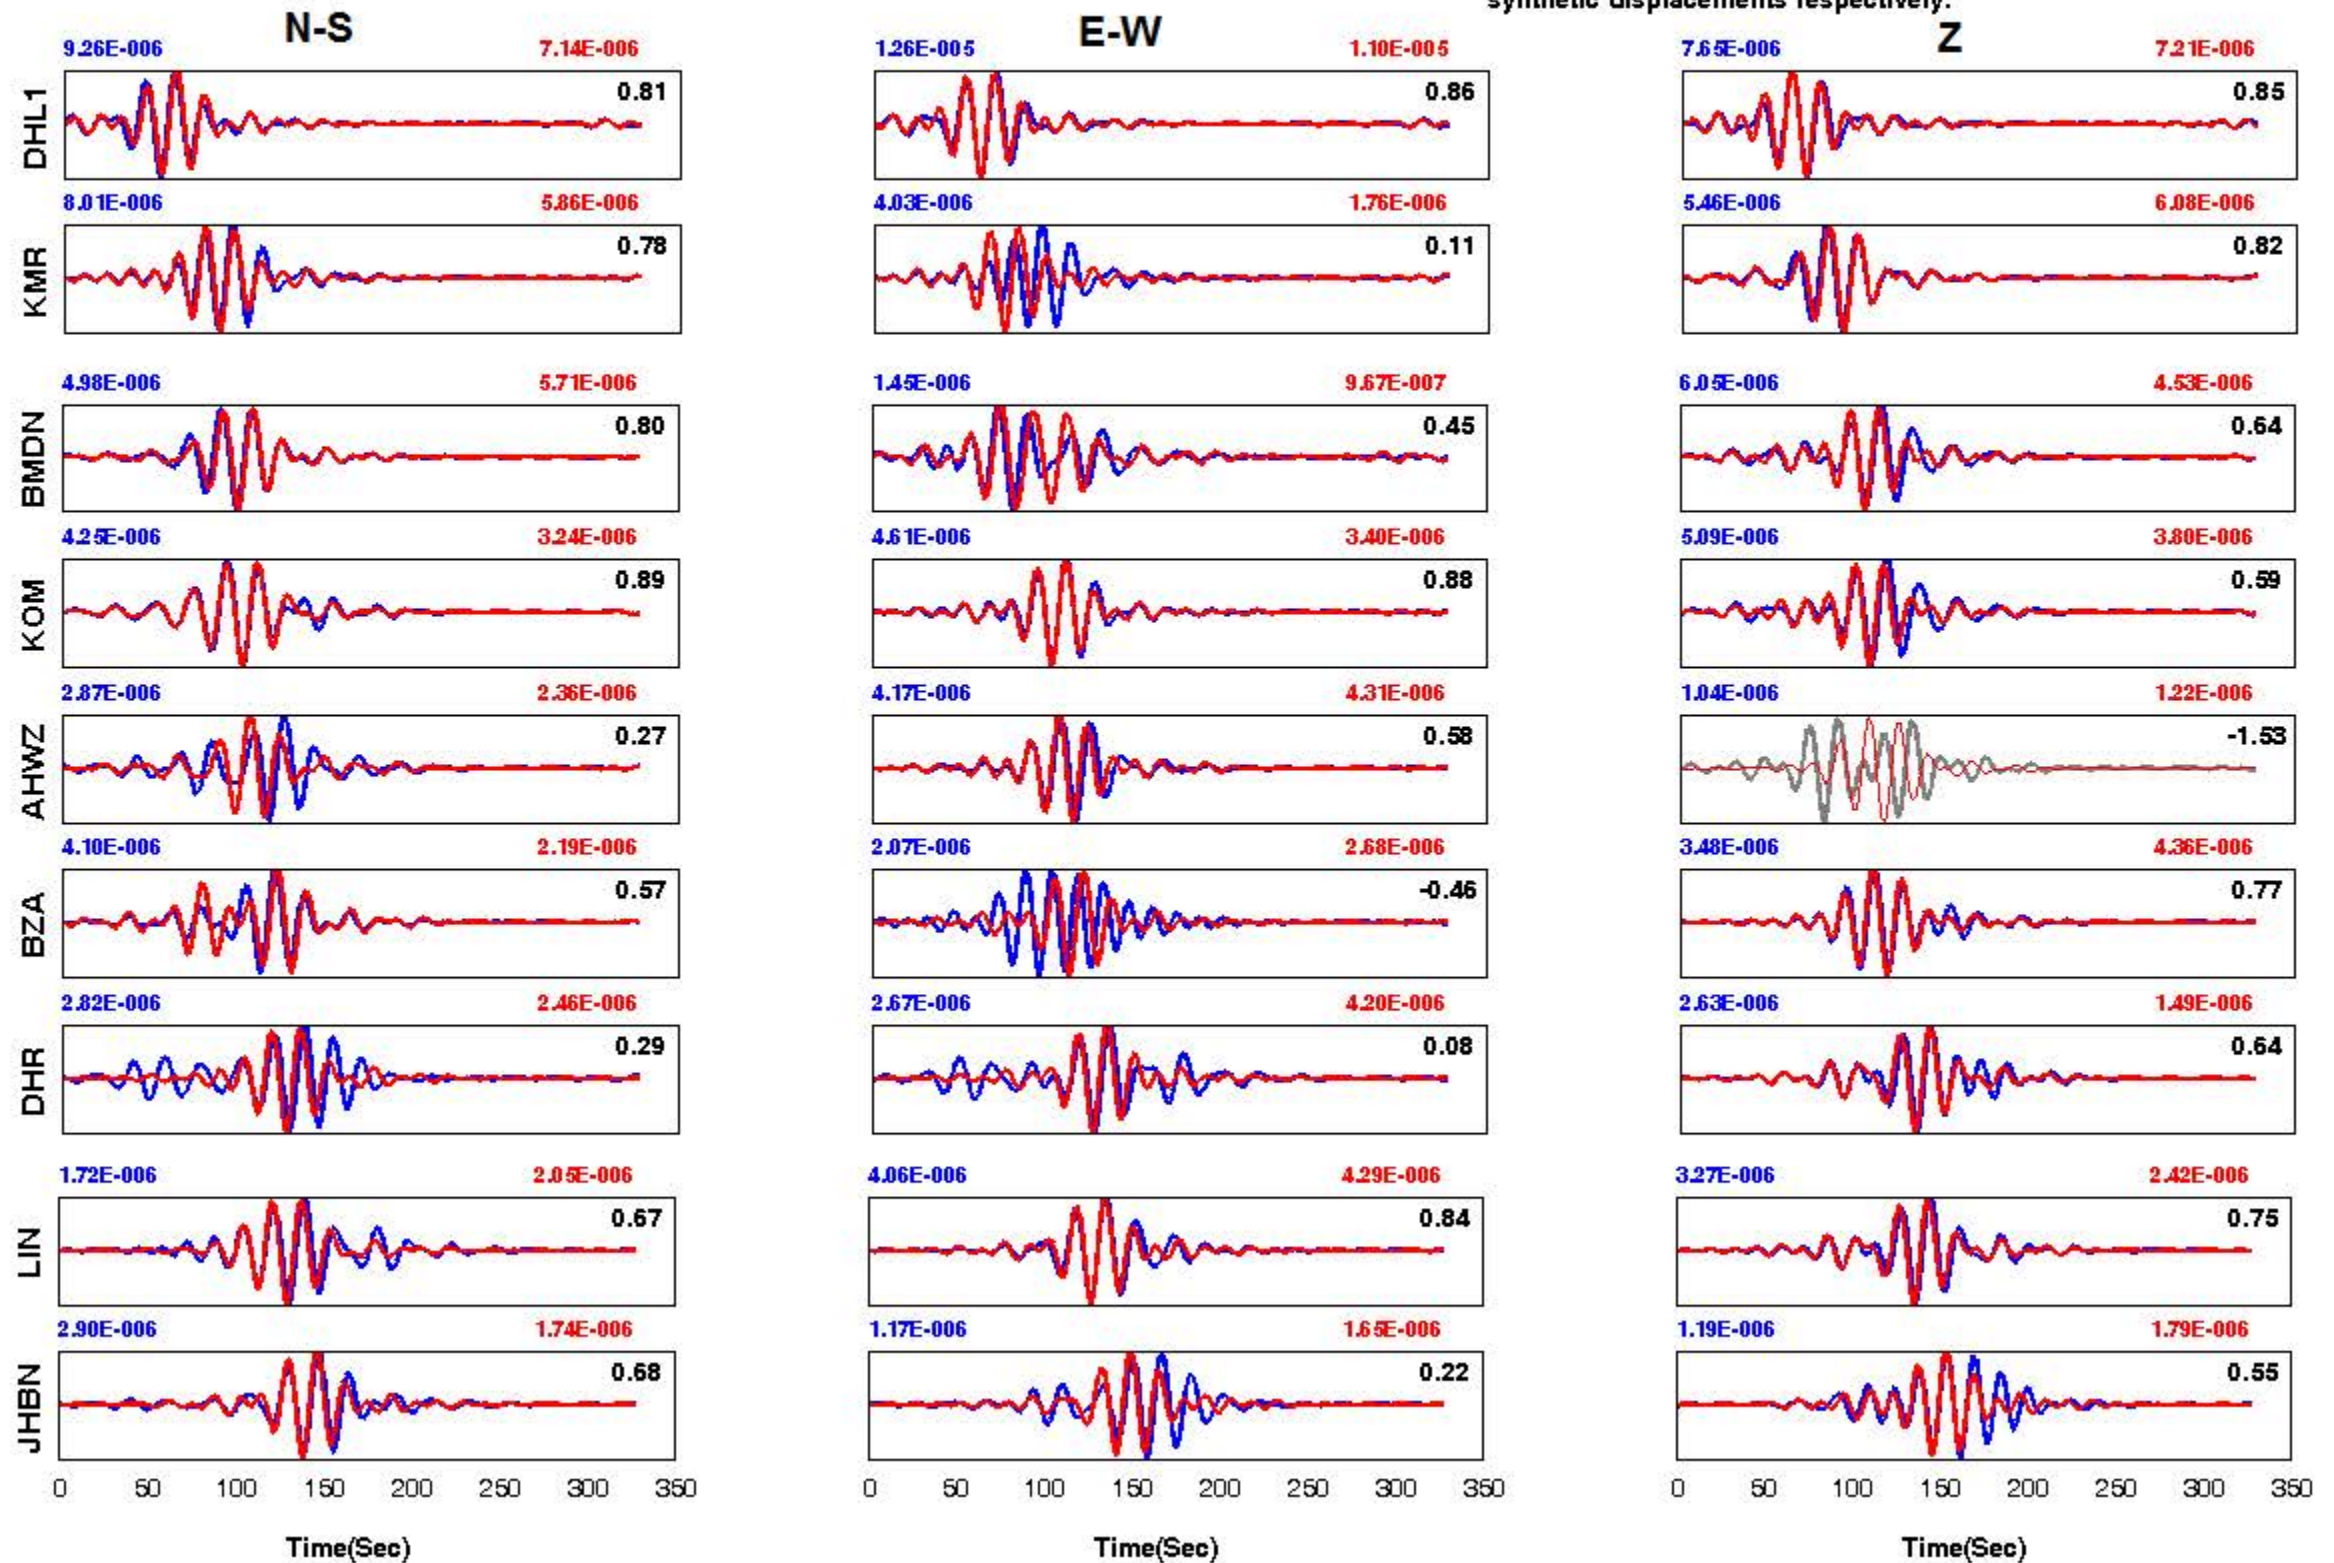 synthetic displacements respectively.
N-S E-W Z
9.26E-006 7.14E-006 1.26E-005 1.10E-005 7.65E-006 7.21E-006
DHL1 0.81 0.86 0.85
8.01E-006 5.86E-006 4.03E-006 1.76E-006 5.46E-006 6.08E-006
KMR 0.78 0.11 0.82
4.98E-006 5.71E-006 1.45E-006 9.67E-007 6.05E-006 4.53E-006
BMDN 0.80 0.45 0.64
4.25E-006 3.24E-006 4.61E-006 3.40E-006 5.09E-006 3.80E-006
KOM 0.89 0.88 0.59
2.87E-006 2.36E-006 4.17E-006 4.31E-006 1.04E-006 1.22E-006
AHWZ 0.27 0.58 -1.53
4.10E-006 2.19E-006 2.07E-006 2.68E-006 3.48E-006 4.36E-006
BZA 0.57 -0.46 0.77
2.82E-006 2.46E-006 2.67E-006 4.20E-006 2.63E-006 1.49E-006
DHR 0.29 0.08 0.64
1.72E-006 2.05E-006 4.06E-006 4.29E-006 3.27E-006 2.42E-006
LIN 0.67 0.84 0.75
2.90E-006 1.74E-006 1.17E-006 1.65E-006 1.19E-006 1.79E-006
JHBN 0.68 0.22 0.55
0 50 100 150 200 250 300 350 0 50 100 150 200 250 300 350 0 50 100 150 200 250 300 350
Time(Sec) Time(Sec) Time(Sec)